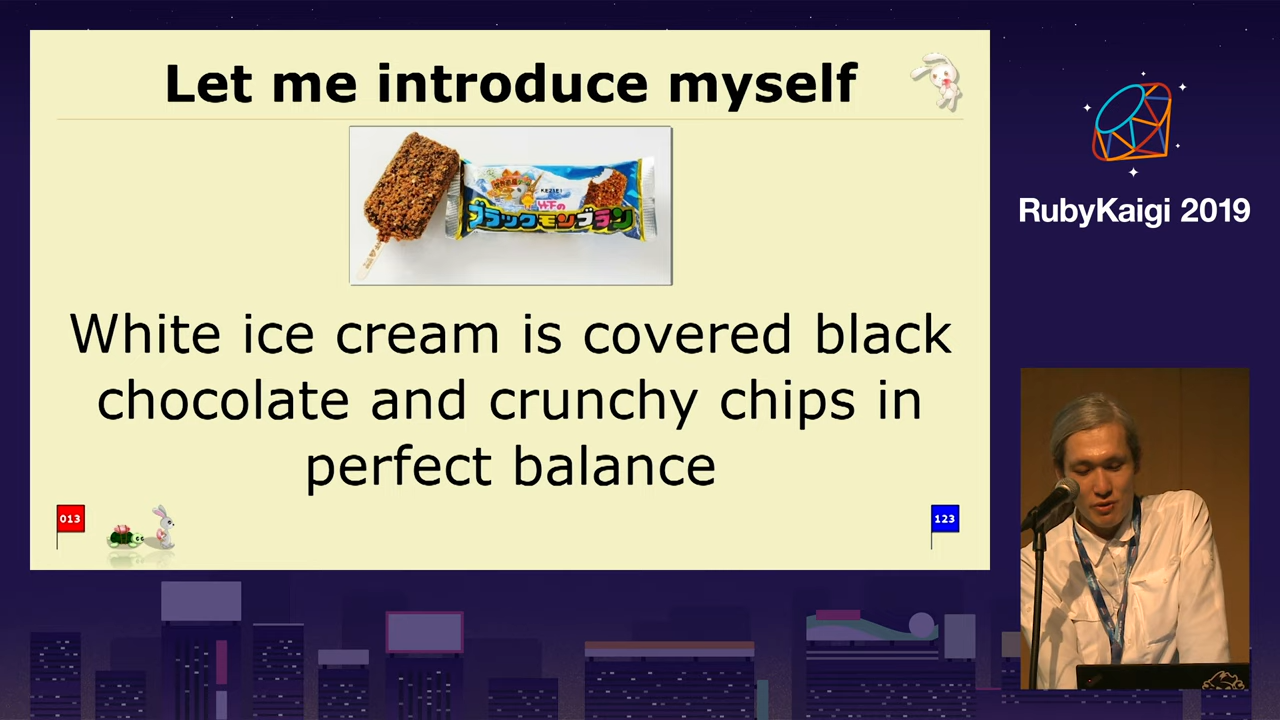 Let me introduce myself
KEZURI
竹下の
ブラックモンブラン
White ice cream is covered black
chocolate and crunchy chips in
perfect balance
013
123
RubyKaigi 2019